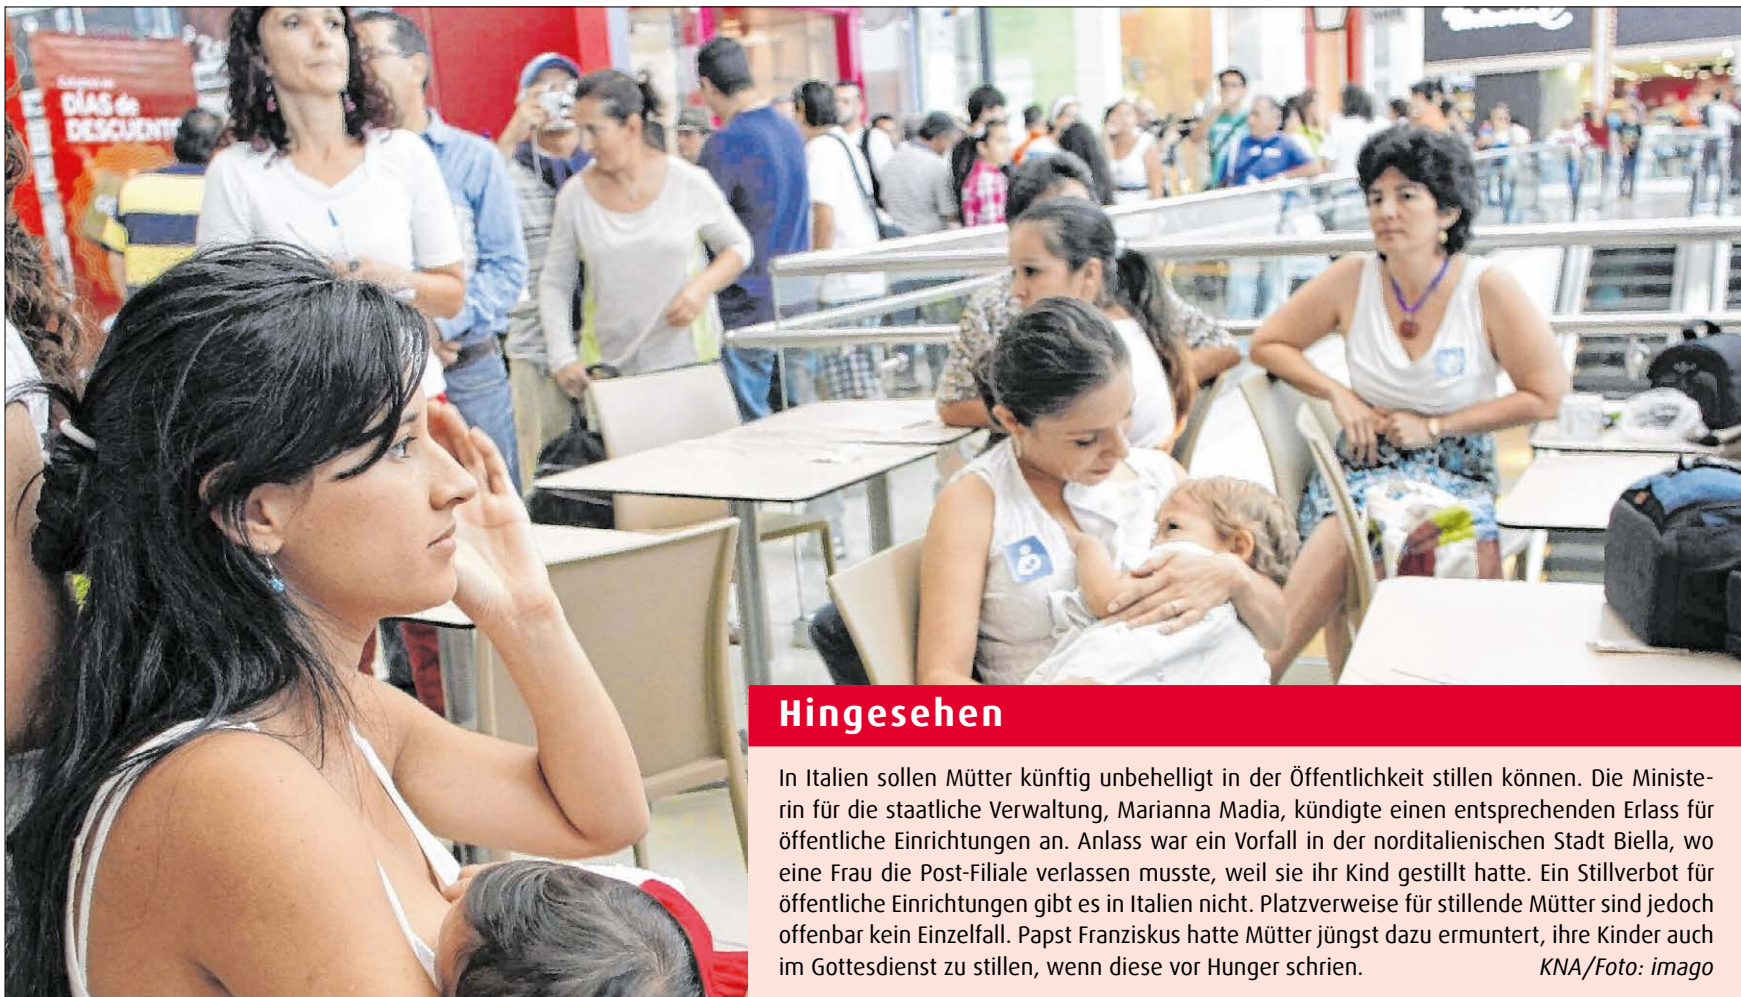 DÍAS de
DESCUENTO
Hingesehen
In Italien sollen Mütter künftig unbehelligt in der Öffentlichkeit stillen können. Die Ministe-
rin für die staatliche Verwaltung, Marianna Madia, kündigte einen entsprechenden Erlass für
öffentliche Einrichtungen an. Anlass war ein Vorfall in der norditalienischen Stadt Biella, wo
eine Frau die Post-Filiale verlassen musste, weil sie ihr Kind gestillt hatte. Ein Stillverbot für
öffentliche Einrichtungen gibt es in Italien nicht. Platzverweise für stillende Mütter sind jedoch
offenbar kein Einzelfall. Papst Franziskus hatte Mütter jüngst dazu ermuntert, ihre Kinder auch
im Gottesdienst zu stillen, wenn diese vor Hunger schrien. KNA/Foto: imago